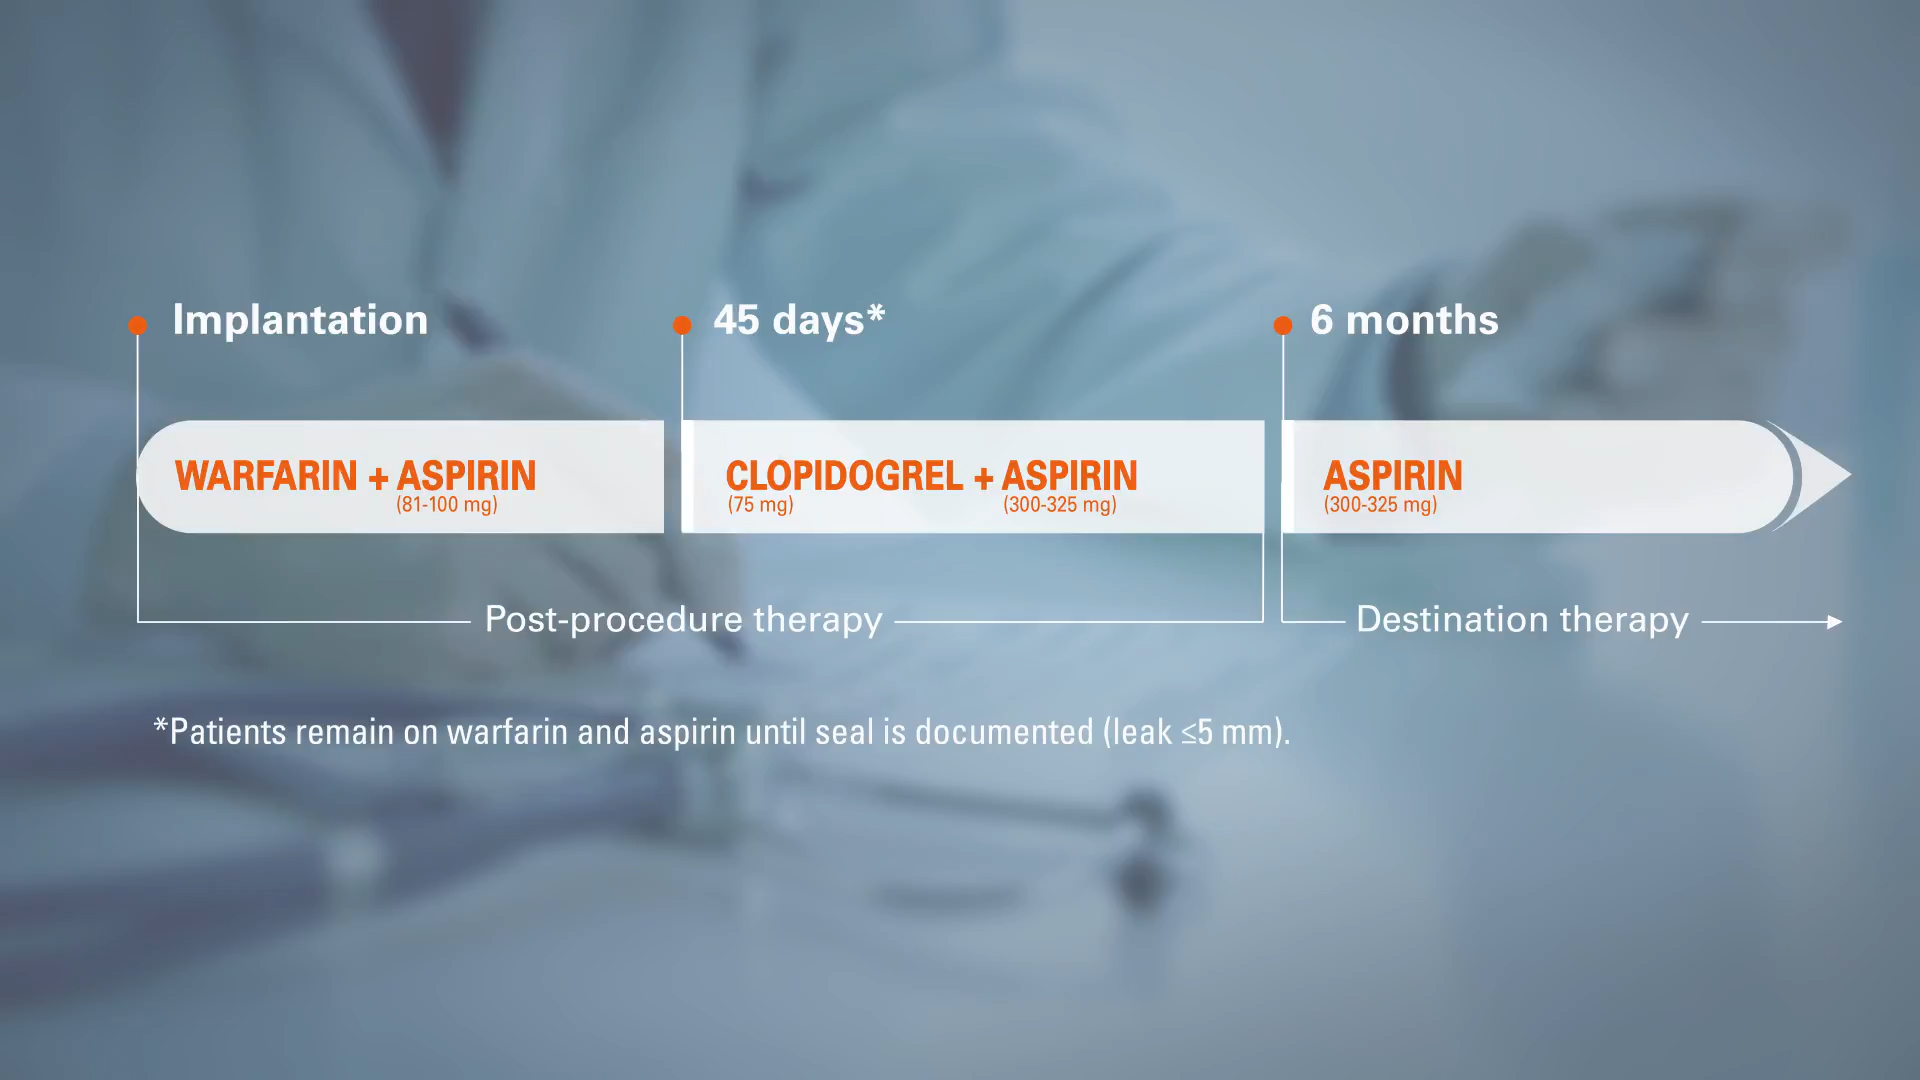 Implantation
45 days*
6 months
WARFARIN + ASPIRIN
(81-100 mg)
CLOPIDOGREL + ASPIRIN
(75 mg)
(300-325 mg)
ASPIRIN
(300-325 mg)
Post-procedure therapy
Destination therapy
*Patients remain on warfarin and aspirin until seal is documented (leak ≤5 mm).